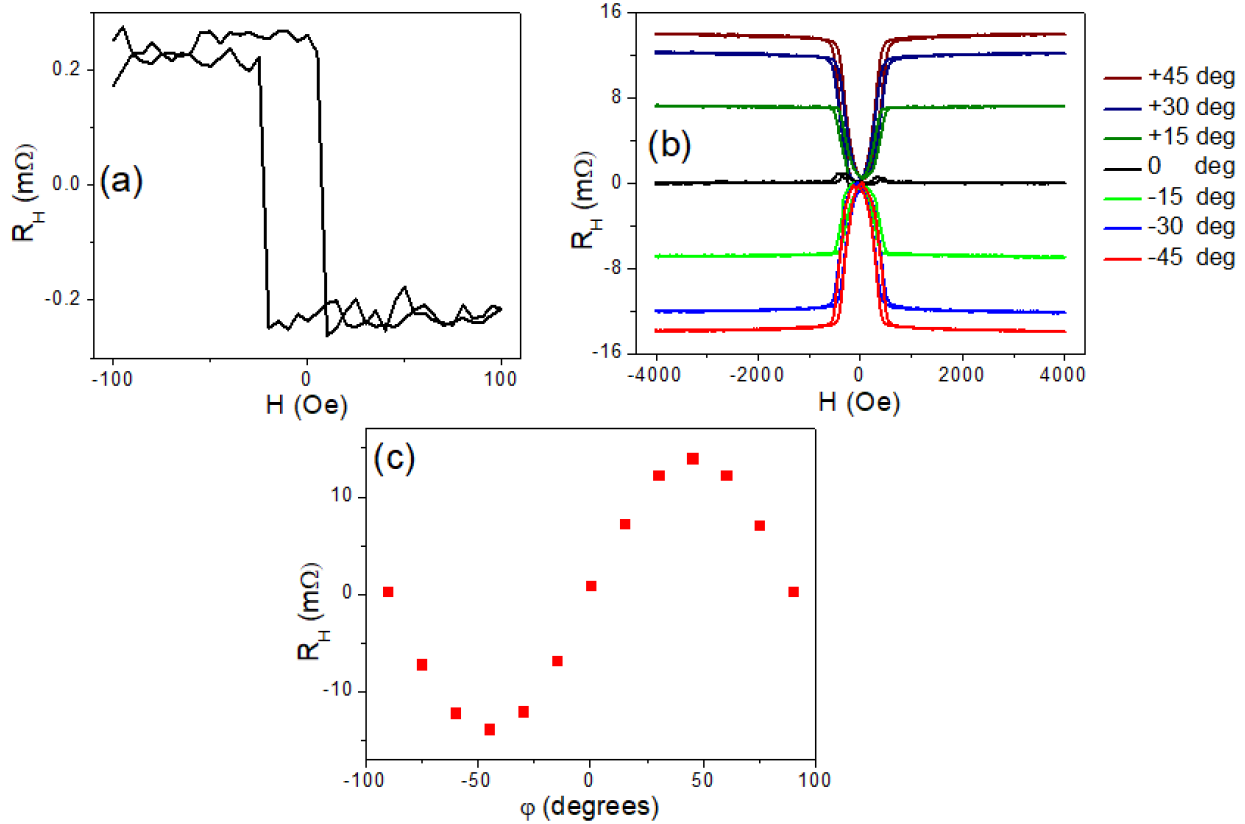 (a)
0.2
0.0
-0.2
R_H (mΩ)
-100
0
100
H (Oe)
(b)
16
12
8
4
0
-8
-16
R_H (mΩ)
-4000
-2000
0
2000
4000
H (Oe)
+45 deg
+30 deg
+15 deg
0 deg
-15 deg
-30 deg
-45 deg
(c)
10
0
-10
R_H (mΩ)
-100
-50
0
50
100
φ (degrees)